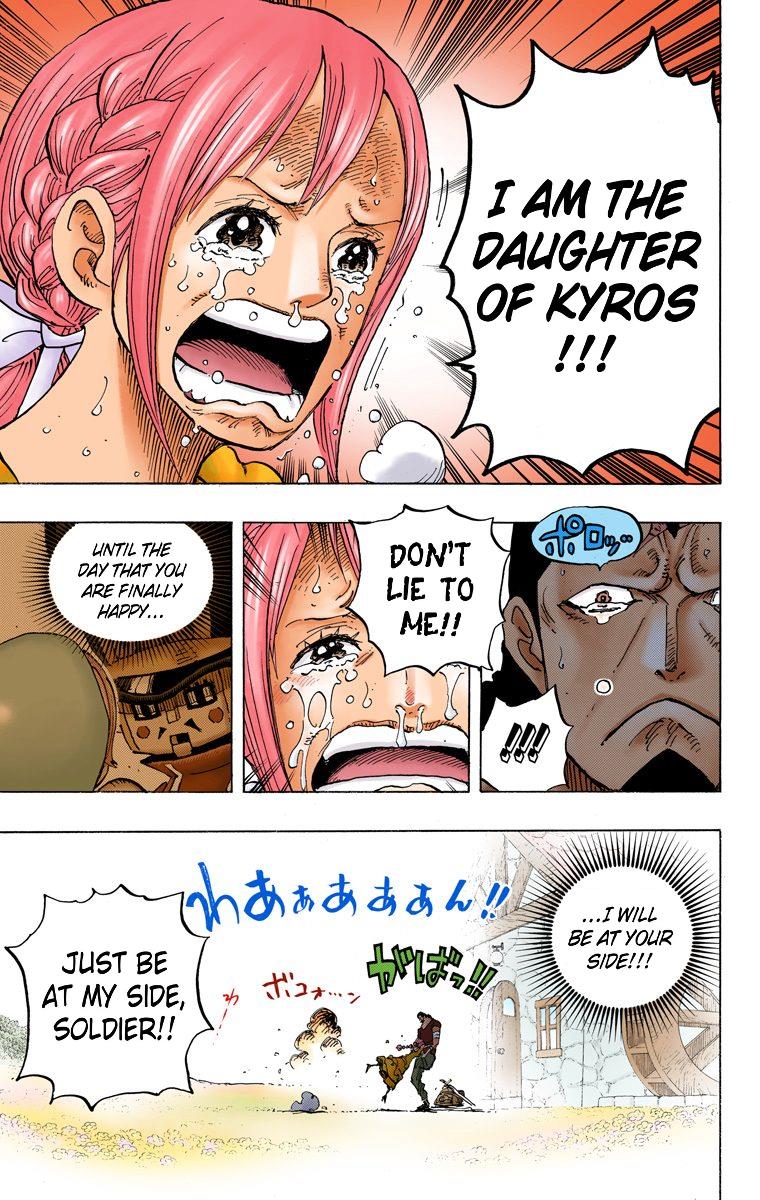 I AM THE
DAUGHTER
OF KYROS
!!!
ポロッ…
!!!!
DON'T
LIE TO
ME!!
UNTIL THE
DAY THAT YOU
ARE FINALLY
HAPPY...
...I WILL
BE AT YOUR
SIDE!!!
わあぁぁああぁん!!
がばっ!!
ボコォ…ン
JUST BE
AT MY SIDE,
SOLDIER!!